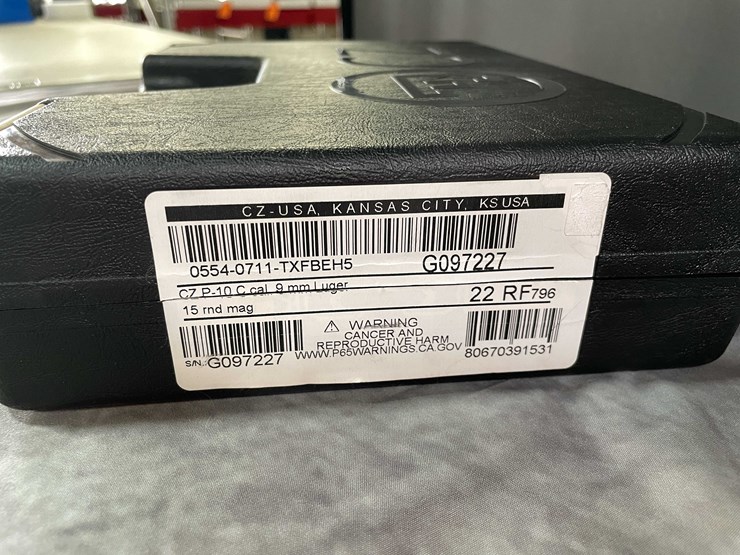 CZ-USA, KANSAS CITY, KS USA
0554-0711-TXFBEH5 G097227
CZ P-10 C cal. 9 mm Luger
15 rnd mag
22 RF796
⚠ WARNING
CANCER AND
REPRODUCTIVE HARM
WWW.P65WARNINGS.CA.GOV
S/N.:G097227
80670391531